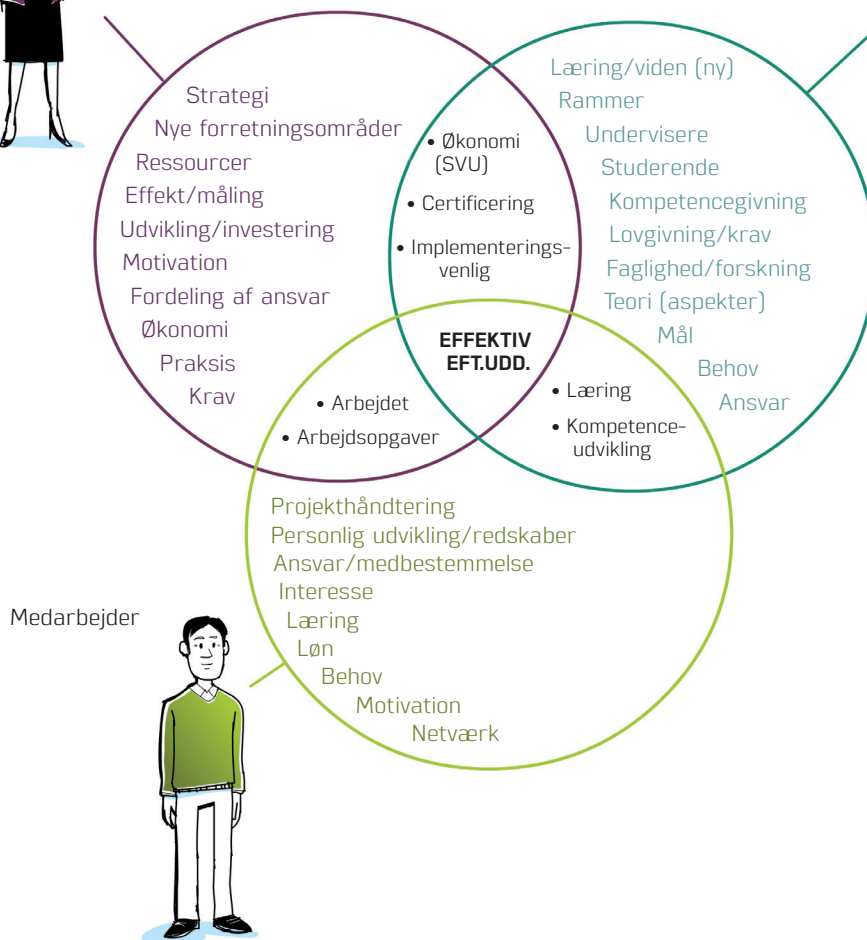 Strategi
Nye forretningsområder
Ressourcer
Effekt/måling
Udvikling/investering
Motivation
Fordeling af ansvar
Økonomi
Praksis
Krav
• Økonomi
(SVU)
• Certificering
• Implementerings-
venlig
Læring/viden (ny)
Rammer
Undervisere
Studerende
Kompetencegivning
Lovgivning/krav
Faglighed/forskning
Teori (aspekter)
Mål
Behov
Ansvar
EFFEKTIV
EFT.UDD.
• Arbejdet
• Arbejdsopgaver
• Læring
• Kompetence-
udvikling
Projekthåndtering
Personlig udvikling/redskaber
Ansvar/medbestemmelse
Interesse
Læring
Løn
Behov
Motivation
Netværk
Medarbejder